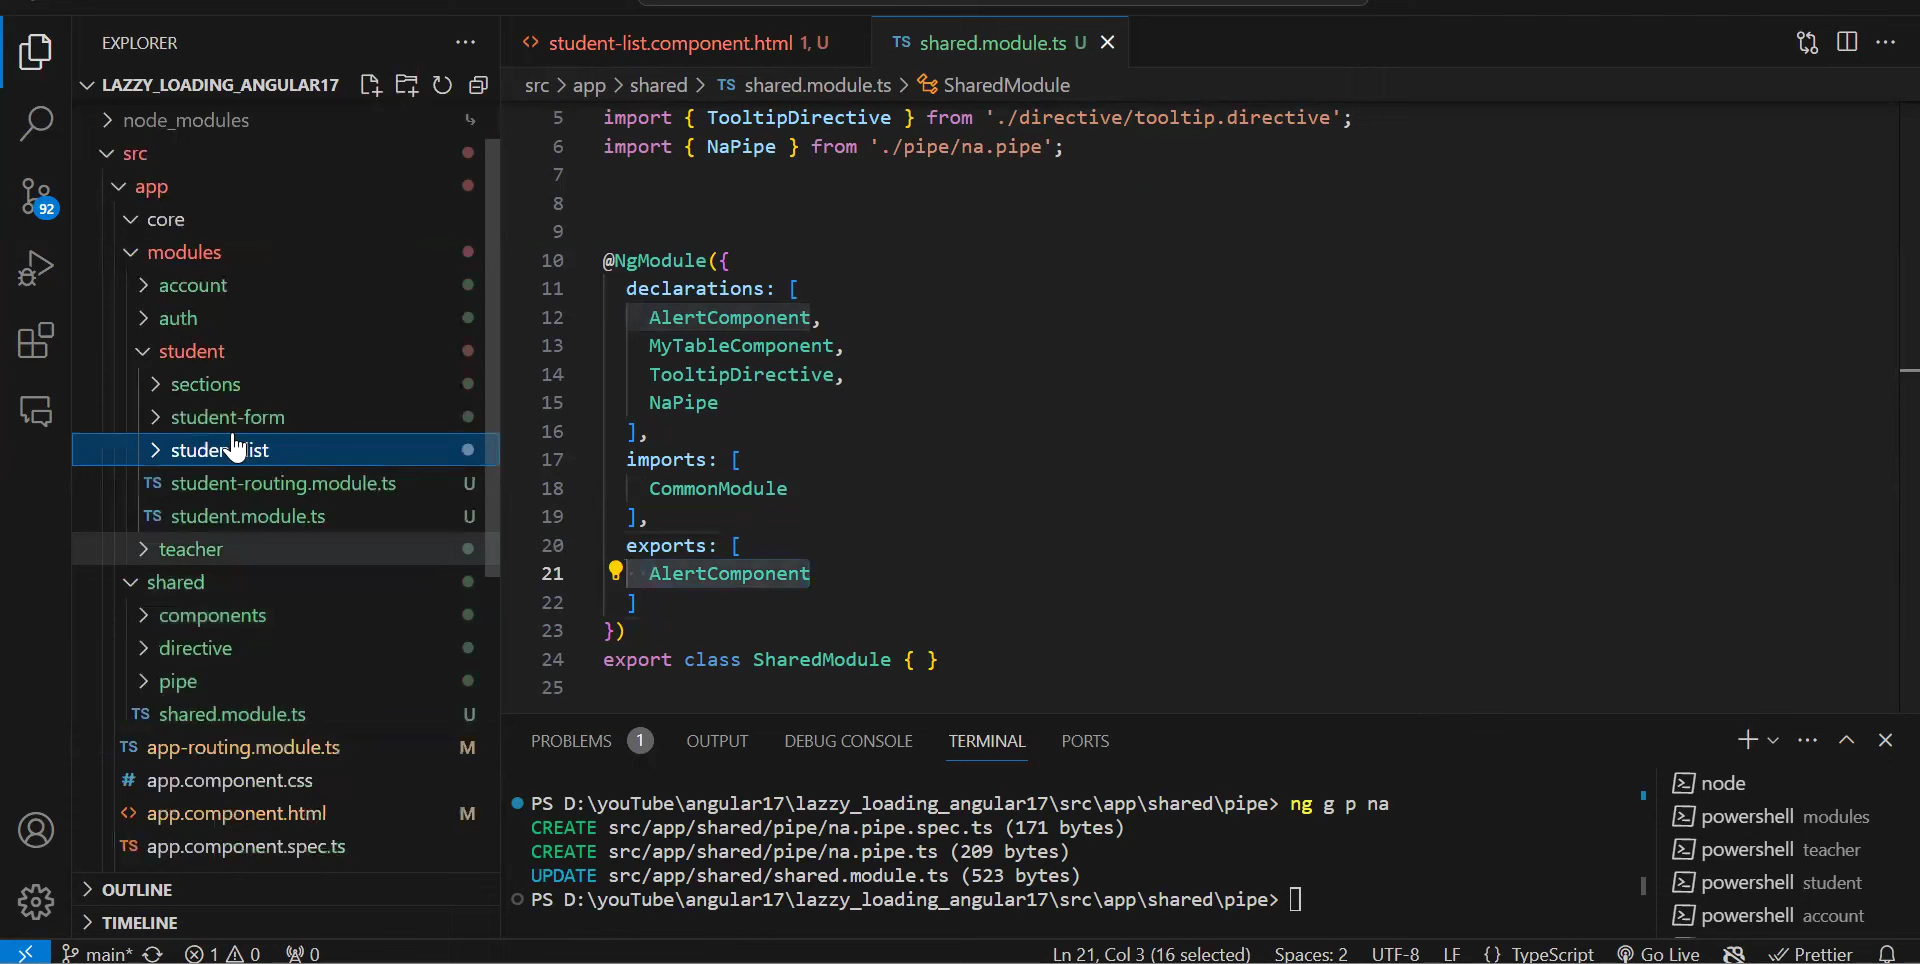 EXPLORER
LAZZY_LOADING_ANGULAR17
node_modules
src
app
core
modules
account
auth
student
sections
student-form
student-routing.module.ts U
student.module.ts U
teacher
shared
components
directive
pipe
shared.module.ts U
app-routing.module.ts M
app.component.css
app.component.html M
app.component.spec.ts
OUTLINE
TIMELINE
92
student-list.component.html 1, U
shared.module.ts U
src > app > shared > TS shared.module.ts > SharedModule
5 import { TooltipDirective } from './directive/tooltip.directive';
6 import { NaPipe } from './pipe/na.pipe';
7
8
9
10 @NgModule({
11 declarations: [
12 AlertComponent,
13 MyTableComponent,
14 TooltipDirective,
15 NaPipe
16 ],
17 imports: [
18 CommonModule
19 ],
20 exports: [
21 AlertComponent
22 ]
23 })
24 export class SharedModule { }
25
PROBLEMS 1 OUTPUT DEBUG CONSOLE TERMINAL PORTS
PS D:\youTube\angular17\lazzy_loading_angular17\src\app\shared\pipe> ng g p na
CREATE src/app/shared/pipe/na.pipe.spec.ts (171 bytes)
CREATE src/app/shared/pipe/na.pipe.ts (209 bytes)
UPDATE src/app/shared/shared.module.ts (523 bytes)
PS D:\youTube\angular17\lazzy_loading_angular17\src\app\shared\pipe>
node
powershell modules
powershell teacher
powershell student
powershell account
main* 1 0 0 Ln 21, Col 3 (16 selected) Spaces: 2 UTF-8 LF {} TypeScript Go Live Prettier